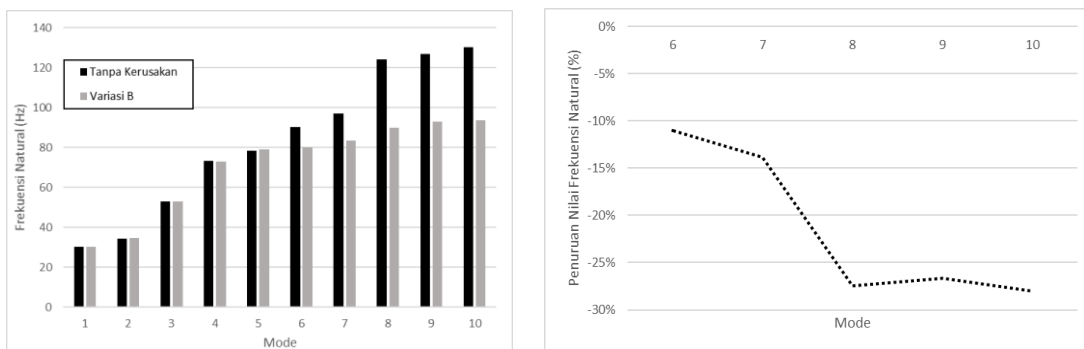 Frekuensi Natural (Hz)
140
120
100
80
60
40
20
0
Tanpa Kerusakan
Variasi B
1 2 3 4 5 6 7 8 9 10
Mode
Penuruan Nilai Frekuensi Natural (%)
0%
-5%
-10%
-15%
-20%
-25%
-30%
6 7 8 9 10
Mode